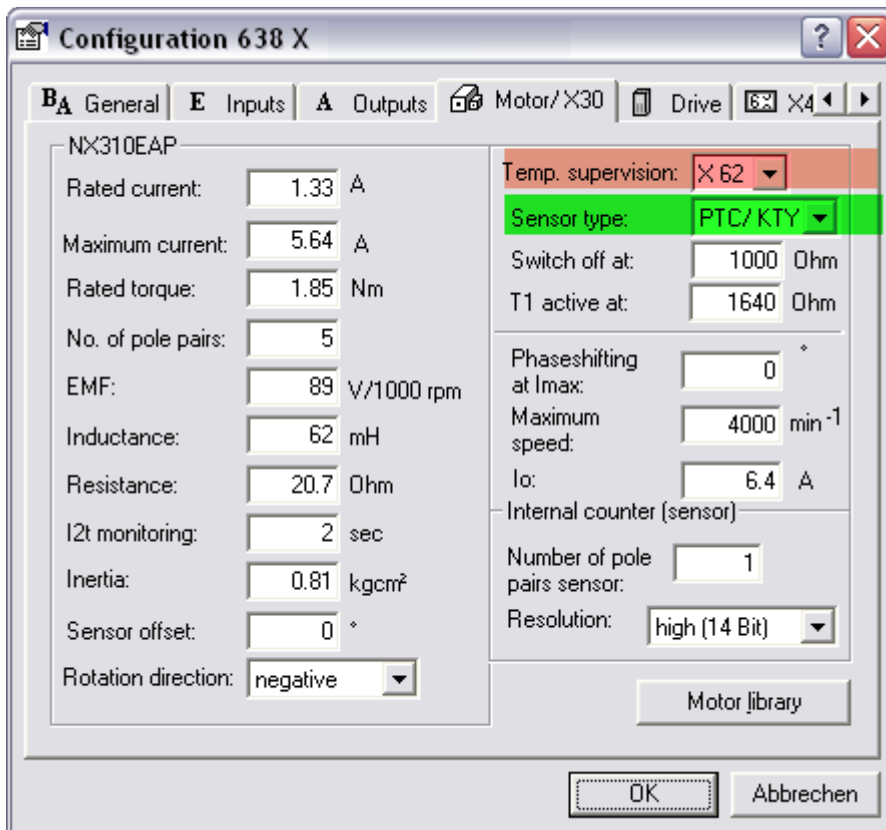 Configuration 638 X
BA General
E Inputs
A Outputs
Motor/X30
Drive
X4
NX310EAP
Rated current: 1.33 A
Maximum current: 5.64 A
Rated torque: 1.85 Nm
No. of pole pairs: 5
EMF: 89 V/1000 rpm
Inductance: 62 mH
Resistance: 20.7 Ohm
I2t monitoring: 2 sec
Inertia: 0.81 kgcm²
Sensor offset: 0 °
Rotation direction: negative
Temp. supervision: X 62
Sensor type: PTC/ KTY
Switch off at: 1000 Ohm
T1 active at: 1640 Ohm
Phaseshifting
at Imax: 0 °
Maximum
speed: 4000 min⁻¹
Io: 6.4 A
Internal counter (sensor)
Number of pole
pairs sensor: 1
Resolution: high (14 Bit)
Motor library
OK
Abbrechen